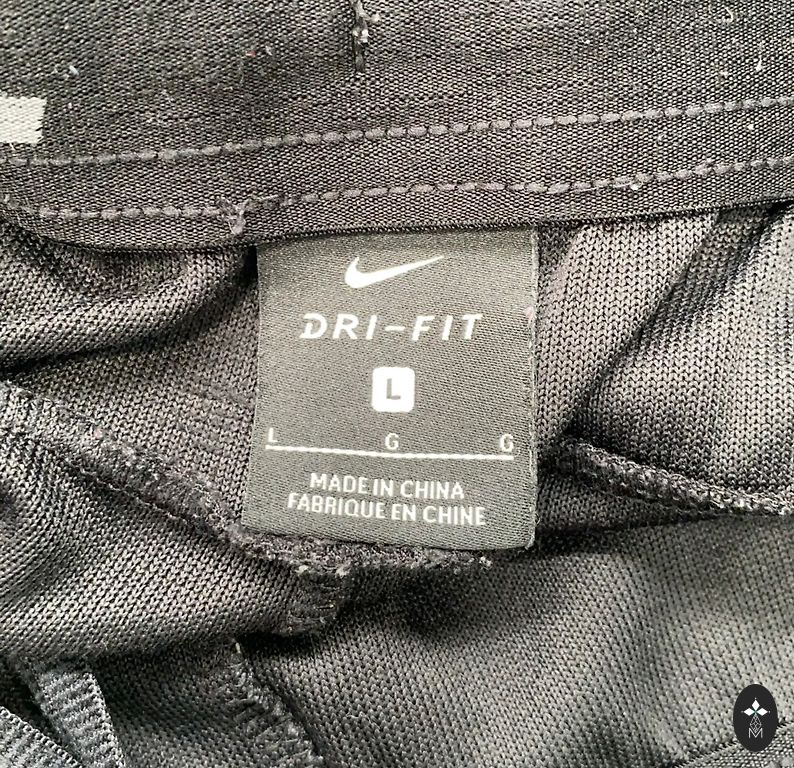 DRI-FIT
L
L G G
MADE IN CHINA
FABRIQUE EN CHINE
M